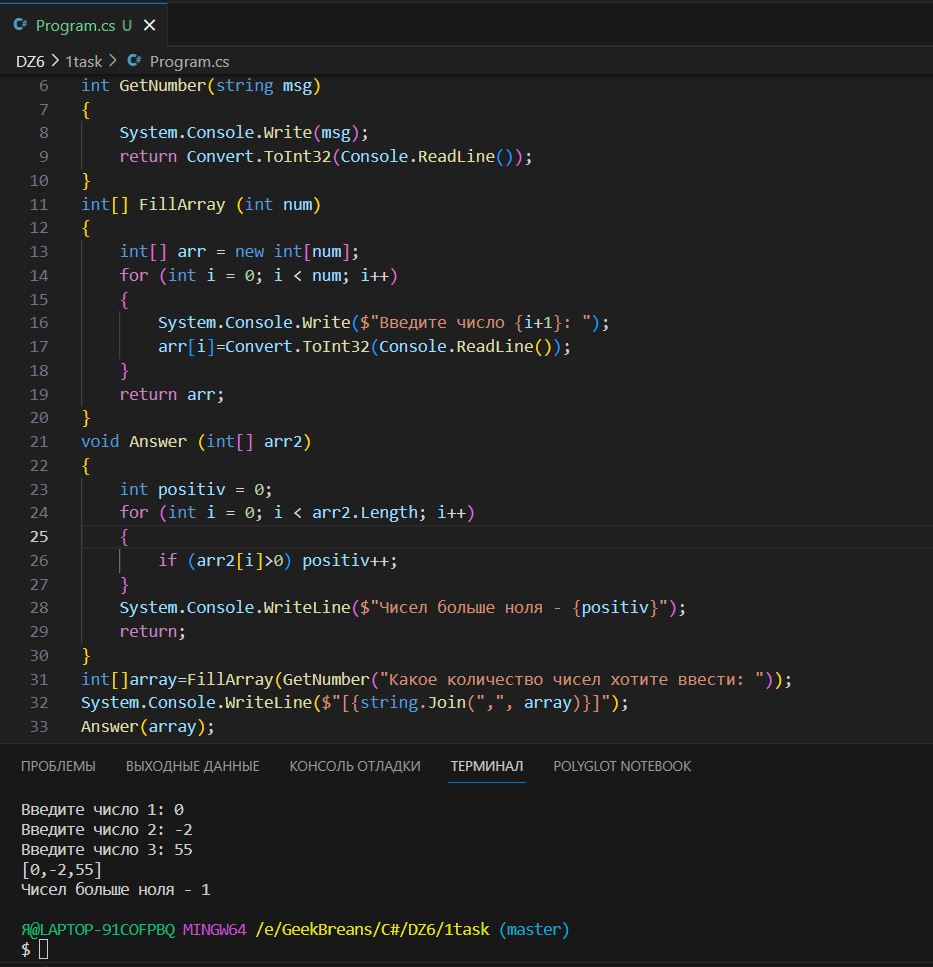 C# Program.cs U ×
DZ6 > 1task > C# Program.cs
6 int GetNumber(string msg)
7 {
8 System.Console.Write(msg);
9 return Convert.ToInt32(Console.ReadLine());
10 }
11 int[] FillArray (int num)
12 {
13 int[] arr = new int[num];
14 for (int i = 0; i < num; i++)
15 {
16 System.Console.Write($"Введите число {i+1}: ");
17 arr[i]=Convert.ToInt32(Console.ReadLine());
18 }
19 return arr;
20 }
21 void Answer (int[] arr2)
22 {
23 int positiv = 0;
24 for (int i = 0; i < arr2.Length; i++)
25 {
26 if (arr2[i]>0) positiv++;
27 }
28 System.Console.WriteLine($"Чисел больше ноля - {positiv}");
29 return;
30 }
31 int[]array=FillArray(GetNumber("Какое количество чисел хотите ввести: "));
32 System.Console.WriteLine($"[{string.Join(",", array)}]");
33 Answer(array);
ПРОБЛЕМЫ ВЫХОДНЫЕ ДАННЫЕ КОНСОЛЬ ОТЛАДКИ ТЕРМИНАЛ POLYGLOT NOTEBOOK
Введите число 1: 0
Введите число 2: -2
Введите число 3: 55
[0,-2,55]
Чисел больше ноля - 1
Я@LAPTOP-91COFPBQ MINGW64 /e/GeekBreans/C#/DZ6/1task (master)
$